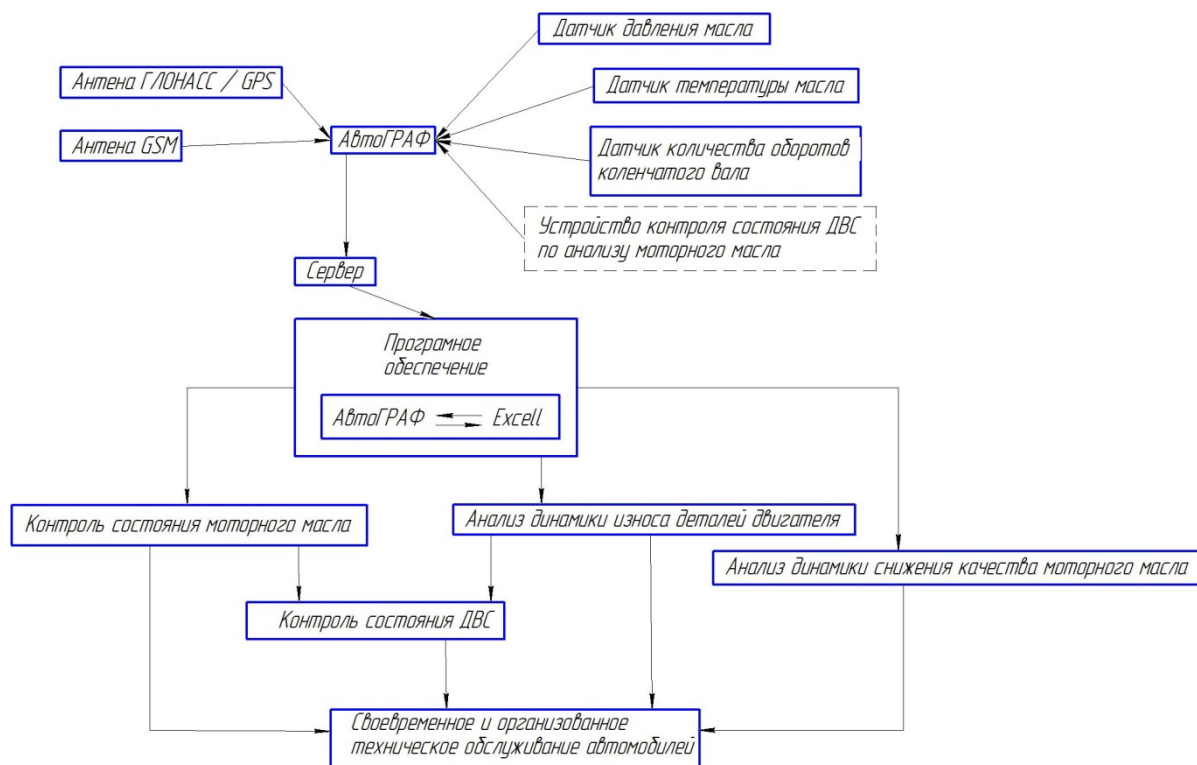 Датчик давления масла
Антена ГЛОНАСС / GPS
Датчик температуры масла
Антена GSM
АвтоГРАФ
Датчик количества оборотов
коленчатого вала
Устройство контроля состояния ДВС
по анализу моторного масла
Сервер
Програмное
обеспечение
АвтоГРАФ Excell
Контроль состояния моторного масла
Анализ динамики износа деталей двигателя
Анализ динамики снижения качества моторного масла
Контроль состояния ДВС
Своевременное и организованное
техническое обслуживание автомобилей